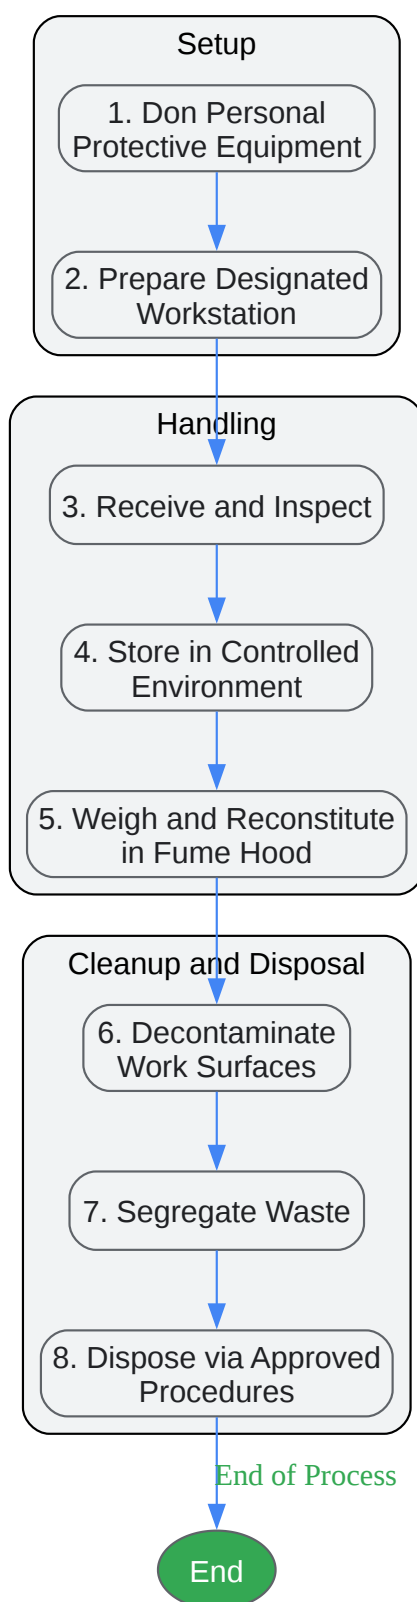 Setup
1. Don Personal
Protective Equipment
2. Prepare Designated
Workstation
Handling
3. Receive and Inspect
4. Store in Controlled
Environment
5. Weigh and Reconstitute
in Fume Hood
Cleanup and Disposal
6. Decontaminate
Work Surfaces
7. Segregate Waste
8. Dispose via Approved
Procedures
End of Process
End